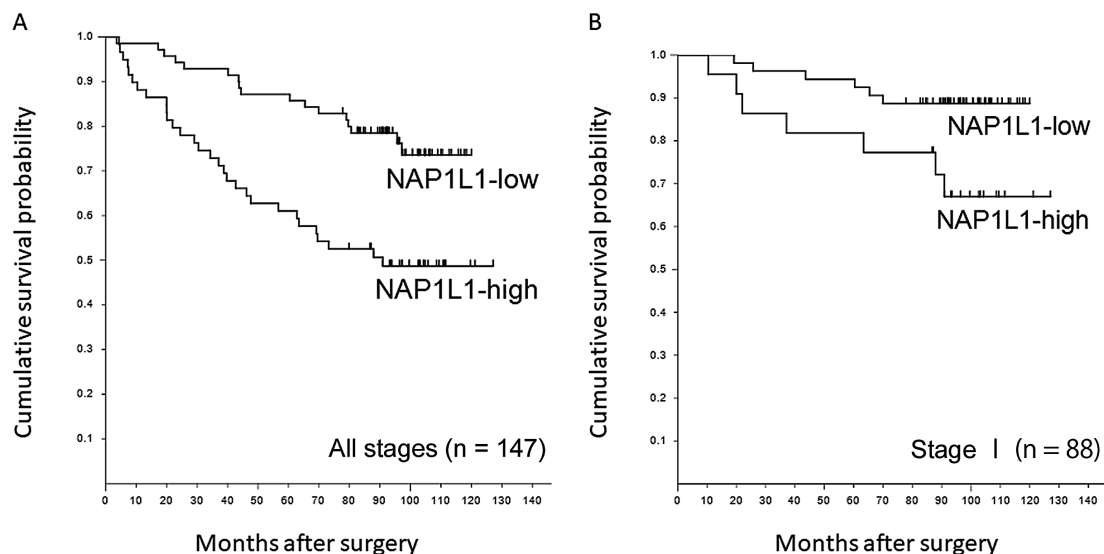 A
Cumulative survival probability
1.0
0.9
0.8
0.7
0.6
0.5
0.4
0.3
0.2
0.1
NAP1L1-low
NAP1L1-high
All stages (n = 147)
0 10 20 30 40 50 60 70 80 90 100 110 120 130 140
Months after surgery
B
Cumulative survival probability
1.0
0.9
0.8
0.7
0.6
0.5
0.4
0.3
0.2
0.1
NAP1L1-low
NAP1L1-high
Stage Ⅰ (n = 88)
0 10 20 30 40 50 60 70 80 90 100 110 120 130 140
Months after surgery